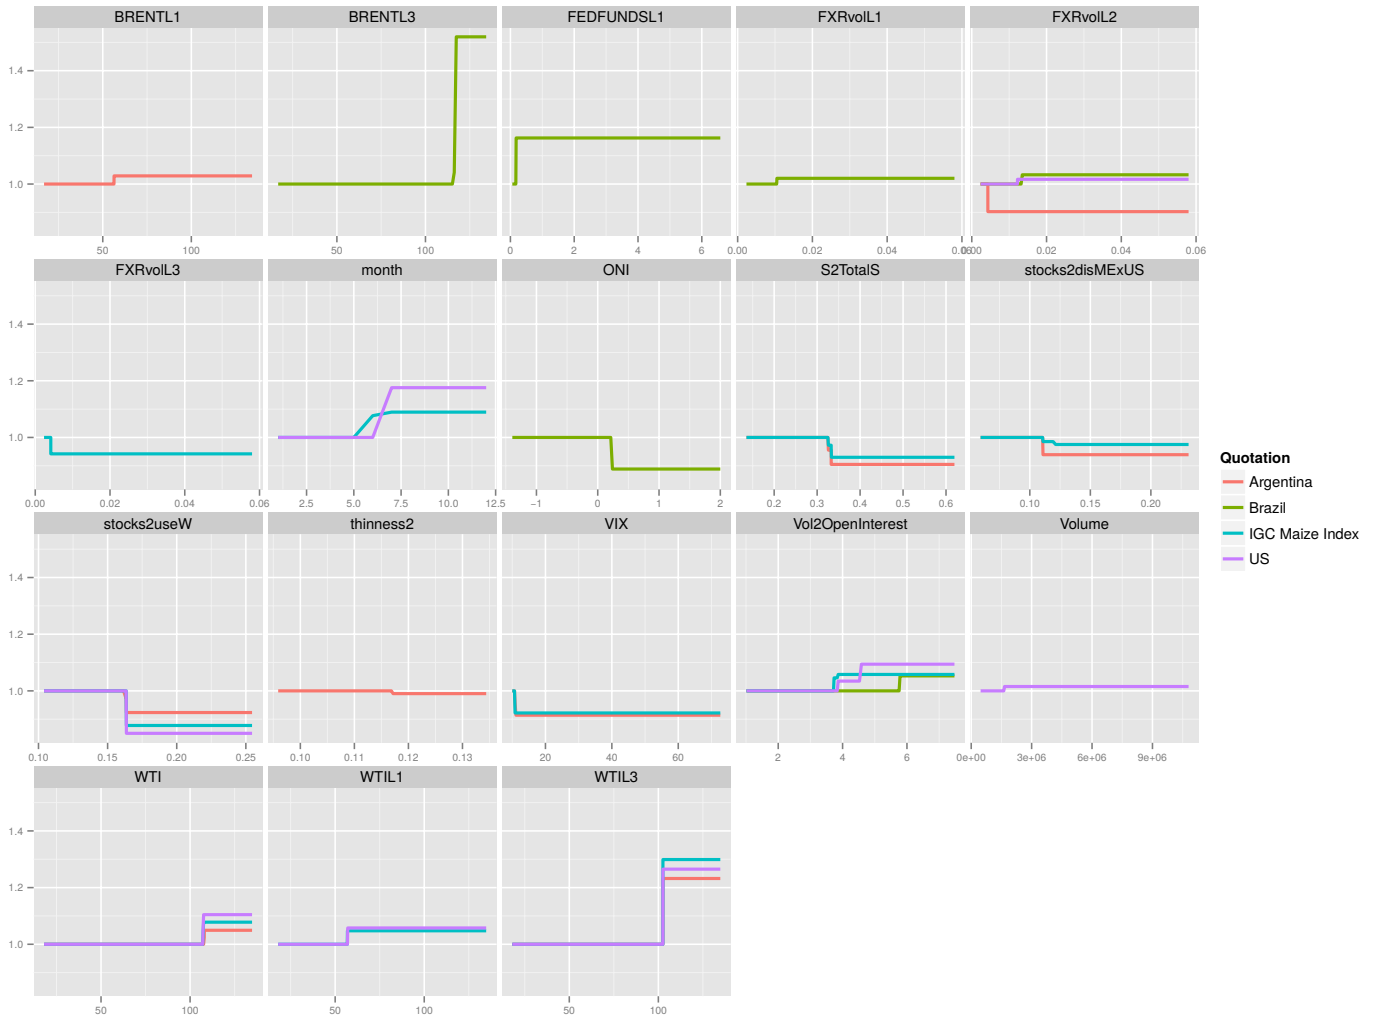 BRENTL1 BRENTL3 FEDFUNDSL1 FXRvolL1 FXRvolL2
1.4
1.2
1.0
50 100 50 100 0 2 4 6 0.00 0.02 0.04 0.06 0.00 0.02 0.04 0.06
FXRvolL3 month ONI S2TotalS stocks2disMExUS
1.4
1.2
1.0
0.00 0.02 0.04 0.06 2.5 5.0 7.5 10.0 12.5 −1 0 1 2 0.2 0.3 0.4 0.5 0.6 0.10 0.15 0.20
Quotation
Argentina
Brazil
IGC Maize Index
US
stocks2useW thinness2 VIX Vol2OpenInterest Volume
1.4
1.2
1.0
0.10 0.15 0.20 0.25 0.10 0.11 0.12 0.13 20 40 60 2 4 6 0e+00 3e+06 6e+06 9e+06
WTI WTIL1 WTIL3
1.4
1.2
1.0
50 100 50 100 50 100